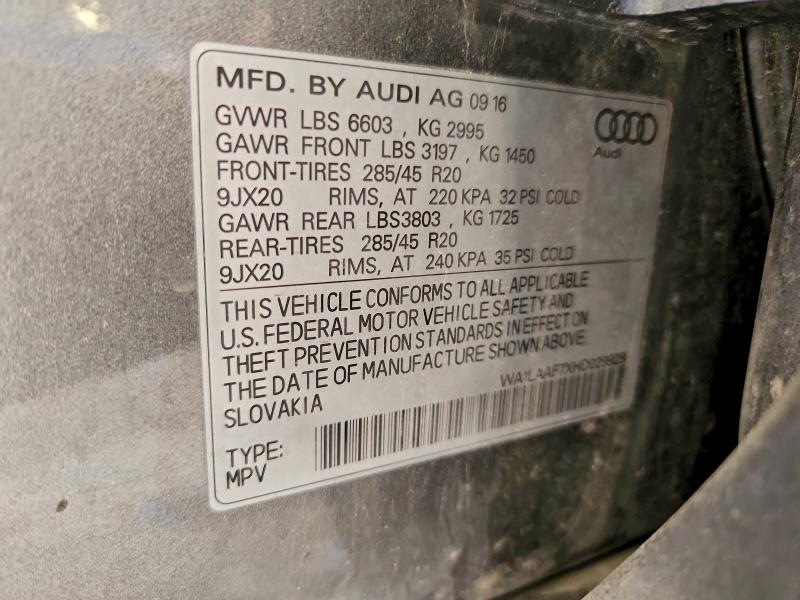 MFD. BY AUDI AG 09 16
GVWR LBS 6603 , KG 2995
GAWR FRONT LBS 3197 , KG 1450
FRONT-TIRES 285/45 R20
9JX20 RIMS, AT 220 KPA 32 PSI COLD
GAWR REAR LBS3803 , KG 1725
REAR-TIRES 285/45 R20
9JX20 RIMS, AT 240 KPA 35 PSI COLD
Audi
THIS VEHICLE CONFORMS TO ALL APPLICABLE
U.S. FEDERAL MOTOR VEHICLE SAFETY AND
THEFT PREVENTION STANDARDS IN EFFECT ON
THE DATE OF MANUFACTURE SHOWN ABOVE.
SLOVAKIA
WA1LAAF7XHD029928
TYPE:
MPV